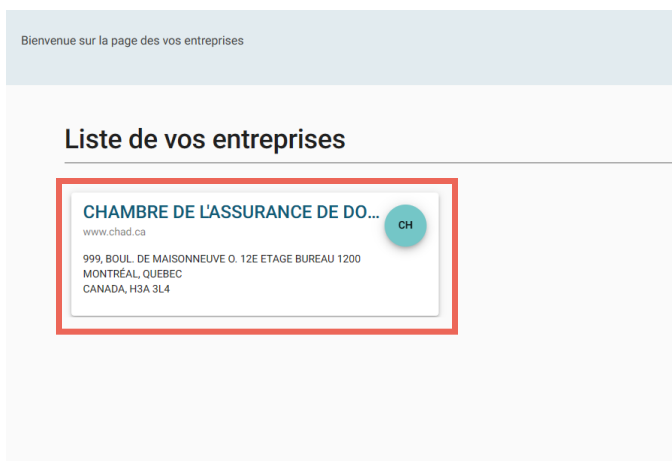 Bienvenue sur la page des vos entreprises
Liste de vos entreprises
CHAMBRE DE L'ASSURANCE DE DO...
CH
www.chad.ca
999, BOUL. DE MAISONNEUVE O. 12E ETAGE BUREAU 1200
MONTRÉAL, QUEBEC
CANADA, H3A 3L4